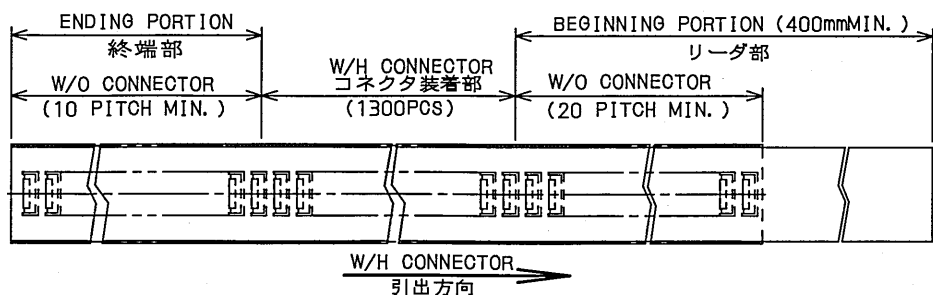 ENDING PORTION
終端部
BEGINNING PORTION (400mmMIN.)
リーダ部
W/O CONNECTOR
(10 PITCH MIN.)
W/H CONNECTOR
コネクタ装着部
(1300PCS)
W/O CONNECTOR
(20 PITCH MIN.)
W/H CONNECTOR
引出方向